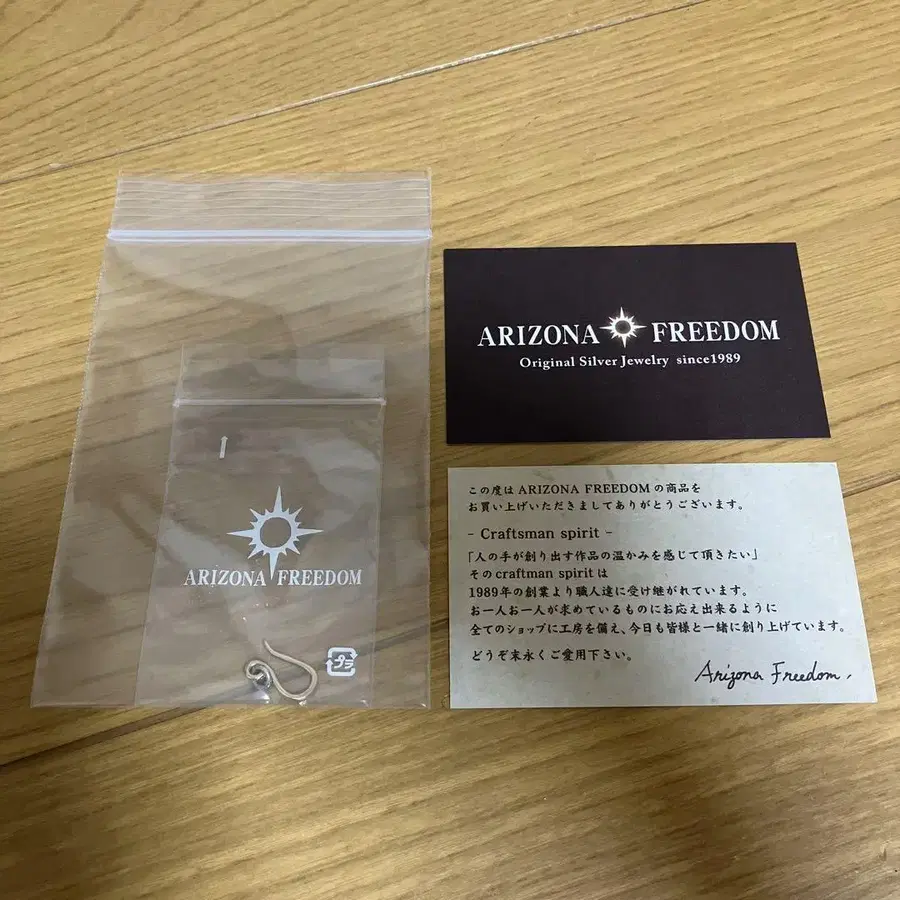 ARIZONA FREEDOM
プラ
ARIZONA FREEDOM
Original Silver Jewelry since1989
この度は ARIZONA FREEDOM の商品を
お買い上げいただきましてありがとうございます。
- Craftsman spirit -
「人の手が創り出す作品の温かみを感じて頂きたい」
その craftman spirit は
1989年の創業より職人達に受け継がれています。
お一人お一人が求めているものにお応え出来るように
全てのショップに工房を備え、今日も皆様と一緒に創り上げています。
どうぞ末永くご愛用下さい。
Arizona Freedom.